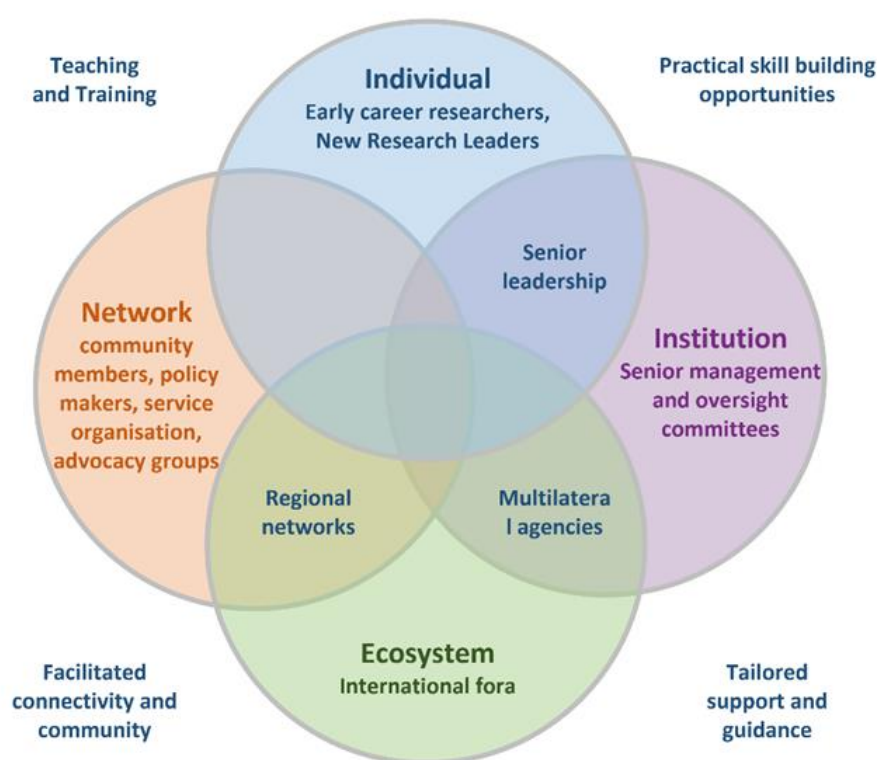 Teaching
and Training
Individual
Early career researchers,
New Research Leaders
Practical skill building
opportunities
Senior
leadership
Network
community
members, policy
makers, service
organisation,
advocacy groups
Institution
Senior management
and oversight
committees
Regional
networks
Multilatera
l agencies
Ecosystem
International fora
Facilitated
connectivity and
community
Tailored
support and
guidance